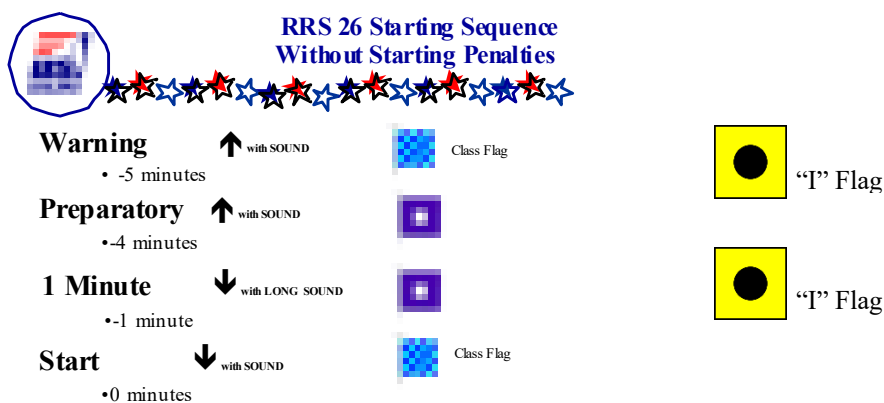 RRS 26 Starting Sequence
Without Starting Penalties
Warning with SOUND Class Flag
• -5 minutes “I” Flag
Preparatory with SOUND
•-4 minutes
1 Minute with LONG SOUND “I” Flag
•-1 minute
Start with SOUND Class Flag
•0 minutes